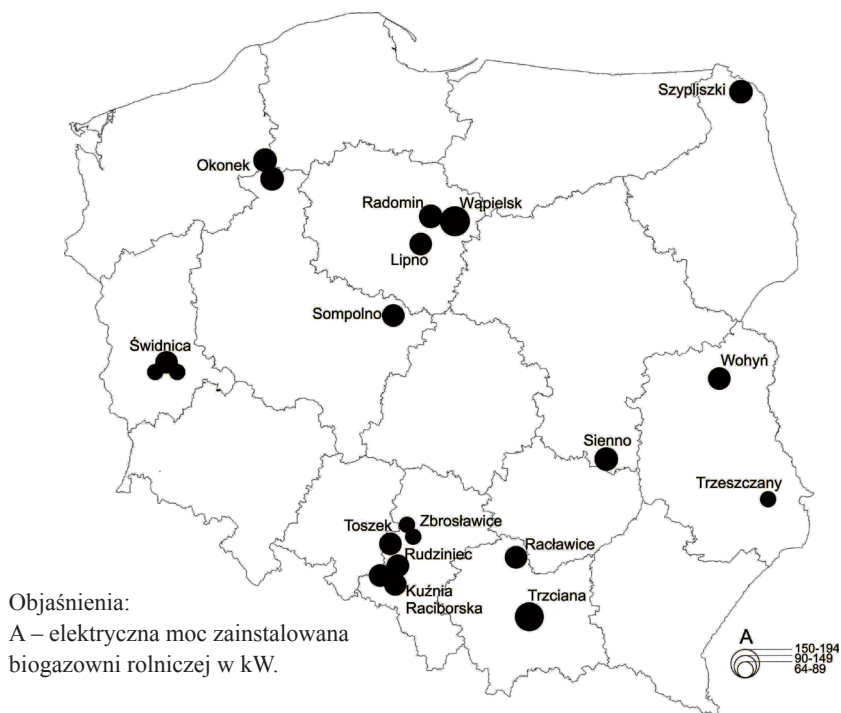 Szypliszki
Okonek
Radomin
Wąpielsk
Lipno
Sompolno
Świdnica
Wohyń
Sienno
Trzeszczany
Toszek
Zbrosławice
Rudziniec
Racławice
Kuźnia
Raciborska
Trzciana
Objaśnienia:
A – elektryczna moc zainstalowana
biogazowni rolniczej w kW.
A
150-194
90-149
64-89